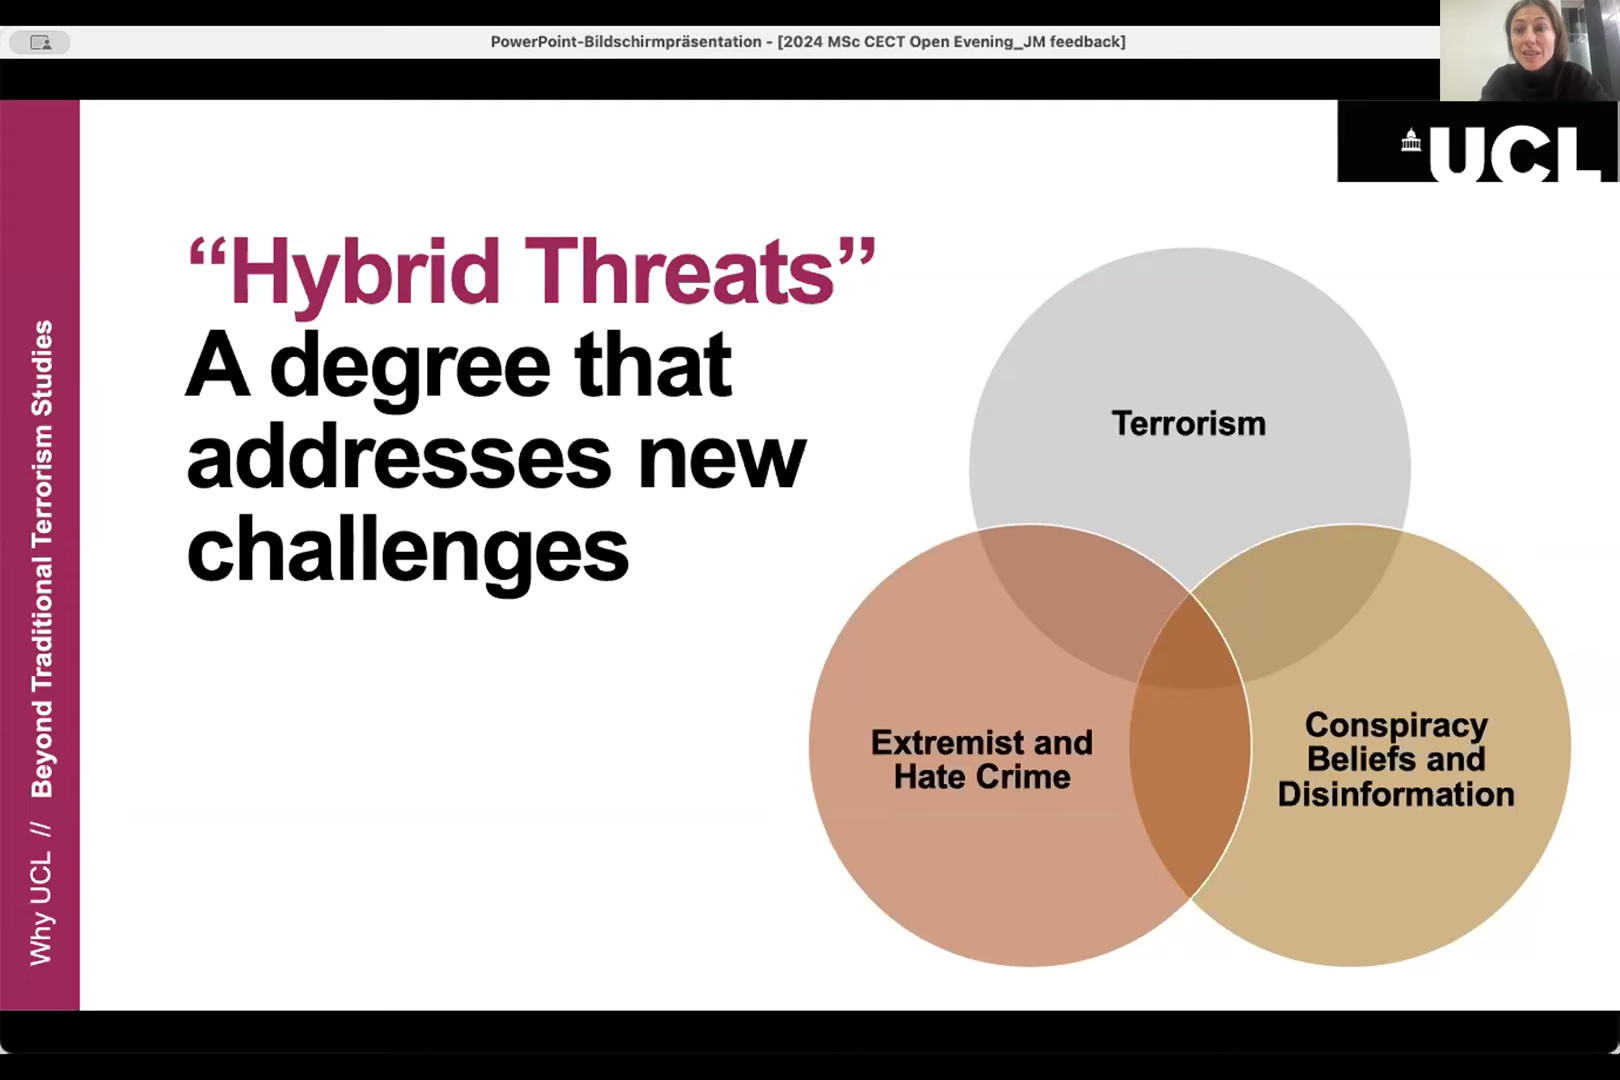 PowerPoint-Bildschirmpräsentation - [2024 MSc CECT Open Evening_JM feedback]
UCL
“Hybrid Threats”
A degree that
addresses new
challenges
Terrorism
Extremist and
Hate Crime
Conspiracy
Beliefs and
Disinformation
Why UCL // Beyond Traditional Terrorism Studies